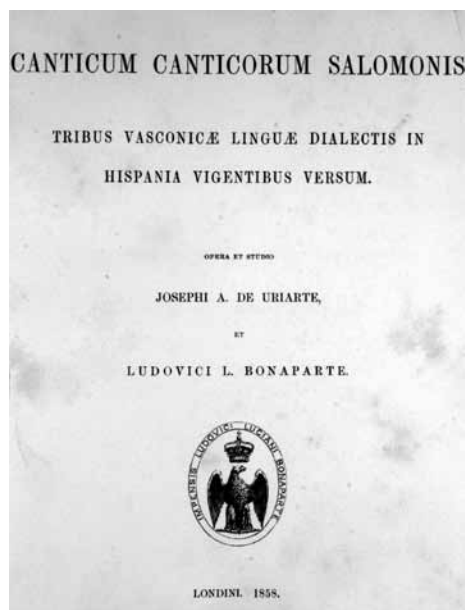 CANTICUM CANTICORUM SALOMONIS
TRIBUS VASCONICÆ LINGUÆ DIALECTIS IN
HISPANIA VIGENTIBUS VERSUM.
OPERA ET STUDIO
JOSEPHI A. DE URIARTE,
ET
LUDOVICI L. BONAPARTE.
IMPENSIS LUDOVICI LUCIANI BONAPARTE
LONDINI. 1858.